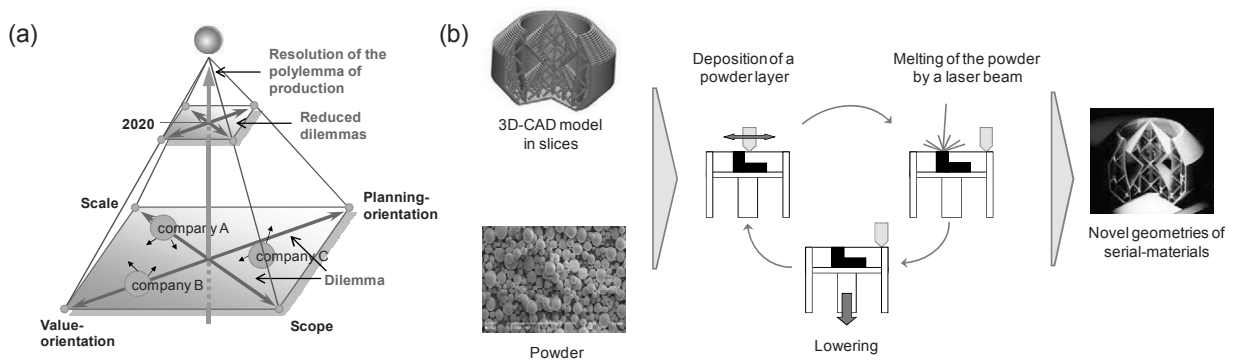 (a)
Resolution of the
polylemma of
production
2020
Reduced
dilemmas
Scale
Planning-
orientation
company A
company C
company B
Dilemma
Value-
orientation
Scope
(b)
3D-CAD model
in slices
Powder
Deposition of a
powder layer
Melting of the powder
by a laser beam
Lowering
Novel geometries of
serial-materials